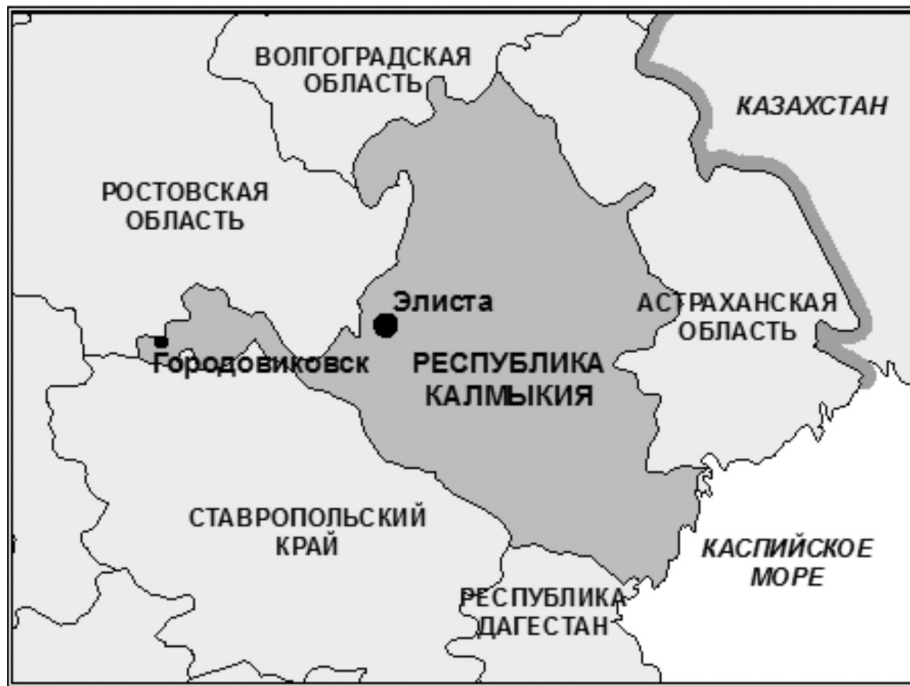 ВОЛГОГРАДСКАЯ
ОБЛАСТЬ
КАЗАХСТАН
РОСТОВСКАЯ
ОБЛАСТЬ
Элиста
АСТРАХАНСКАЯ
ОБЛАСТЬ
Городовиковск
РЕСПУБЛИКА
КАЛМЫКИЯ
СТАВРОПОЛЬСКИЙ
КРАЙ
КАСПИЙСКОЕ
МОРЕ
РЕСПУБЛИКА
ДАГЕСТАН